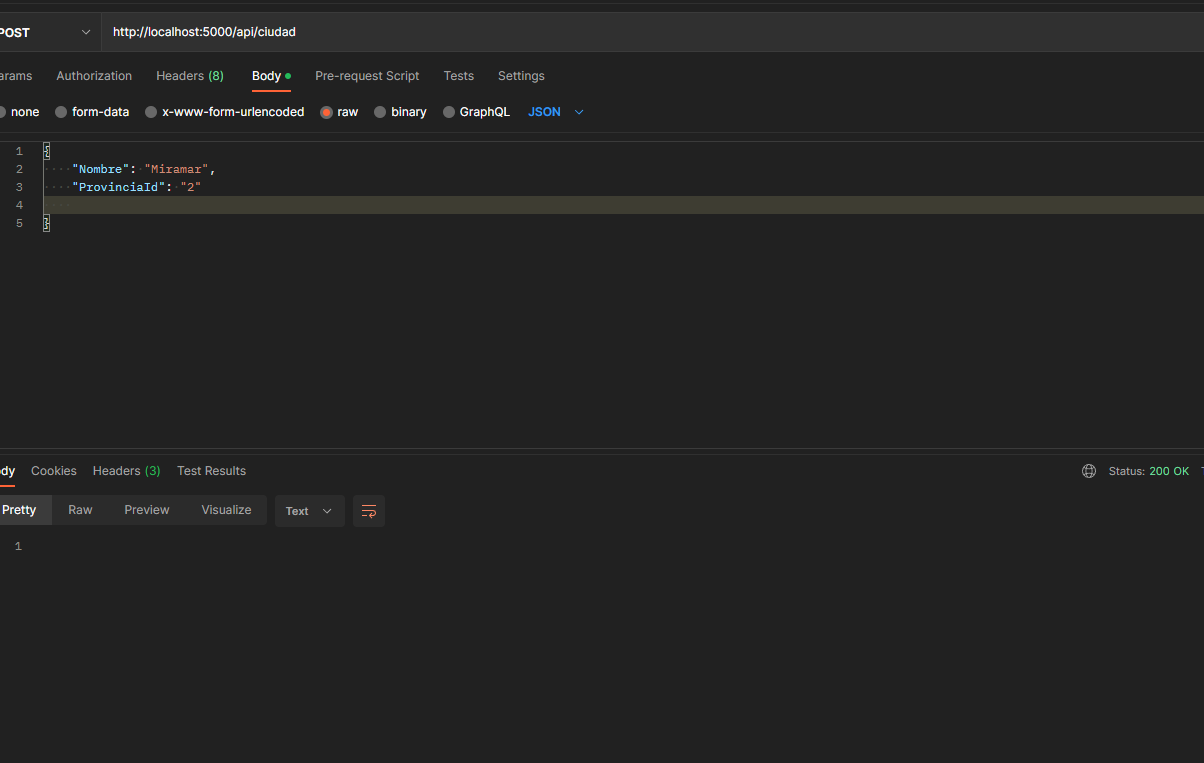 POST http://localhost:5000/api/ciudad
arams Authorization Headers (8) Body Pre-request Script Tests Settings
none form-data x-www-form-urlencoded raw binary GraphQL JSON
1 {
2 "Nombre": "Miramar",
3 "ProvinciaId": "2"
4
5 }
dy Cookies Headers (3) Test Results Status: 200 OK T
Pretty Raw Preview Visualize Text
1